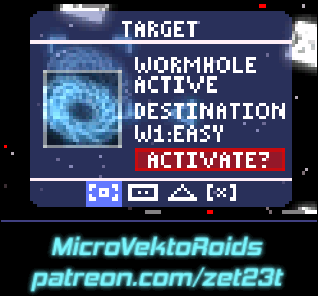 TARGET
WORMHOLE
ACTIVE
DESTINATION
W1:EASY
ACTIVATE?
MicroVektoRoids
patreon.com/zet23t